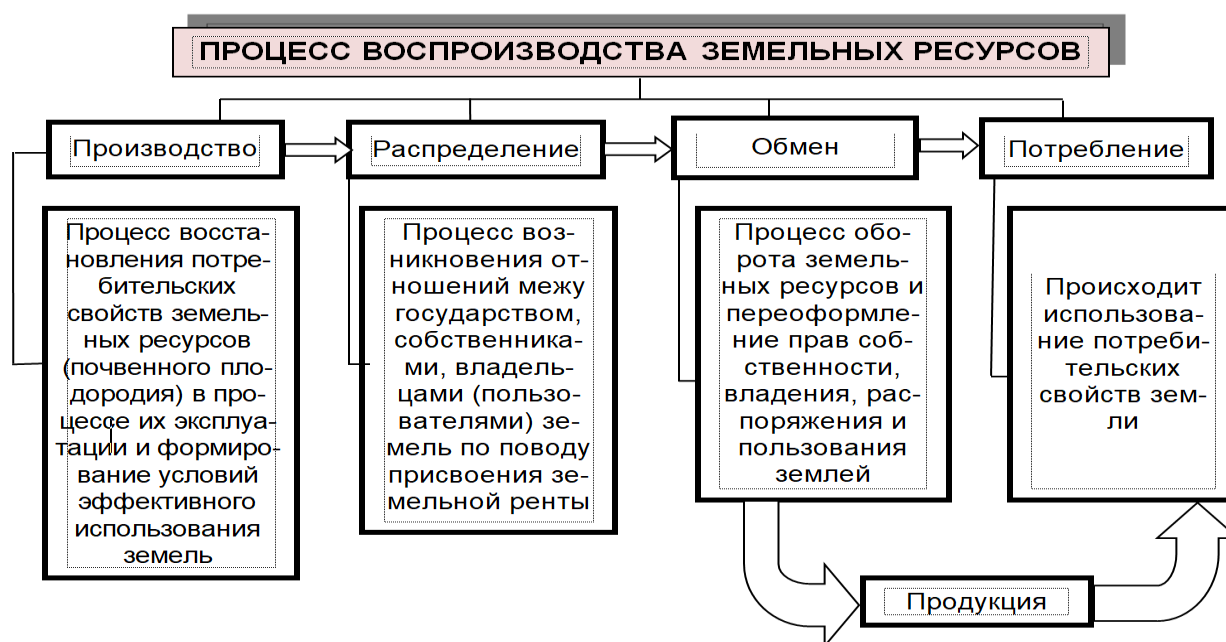 ПРОЦЕСС ВОСПРОИЗВОДСТВА ЗЕМЕЛЬНЫХ РЕСУРСОВ
Производство
Распределение
Обмен
Потребление
Процесс восста-
новления потре-
бительских
свойств земель-
ных ресурсов
(почвенного пло-
дородия) в про-
цессе их эксплуа-
тации и формиро-
вание условий
эффективного
использования
земель
Процесс воз-
никновения от-
ношений межу
государством,
собственника-
ми, владель-
цами (пользо-
вателями) зе-
мель по поводу
присвоения зе-
мельной ренты
Процесс обо-
рота земель-
ных ресурсов и
переоформле-
ние прав соб-
ственности,
владения, рас-
поряжения и
пользования
землей
Происходит
использова-
ние потреби-
тельских
свойств зем-
ли
Продукция